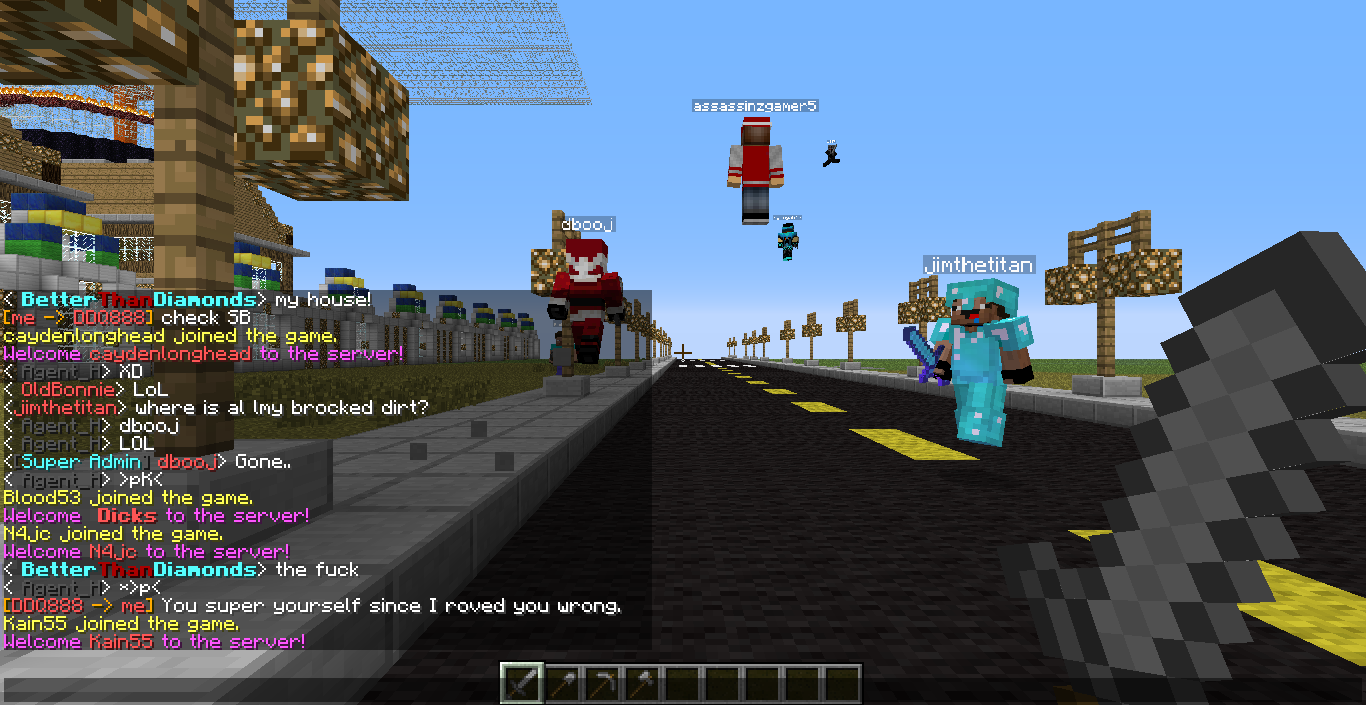 assassinzgamer5
dbooj
jimthetitan
< BetterThanDiamonds> my house!
[me -> DDQ888] check SB
caydenlonghead joined the game.
Welcome caydenlonghead to the server!
< Agent_h> XD
< OldBonnie> LoL
<jimthetitan> where is al lmy brocked dirt?
< Agent_h> dbooj
< Agent_h> LOL
<[Super Admin] dbooj> Gone..
< Agent_h> >pK<
Blood53 joined the game.
Welcome Dicks to the server!
N4jc joined the game.
Welcome N4jc to the server!
< BetterThanDiamonds> the fuck
< Agent_h> *>p<
[DDQ888 -> me] You super yourself since I roved you wrong.
Kain55 joined the game.
Welcome Kain55 to the server!